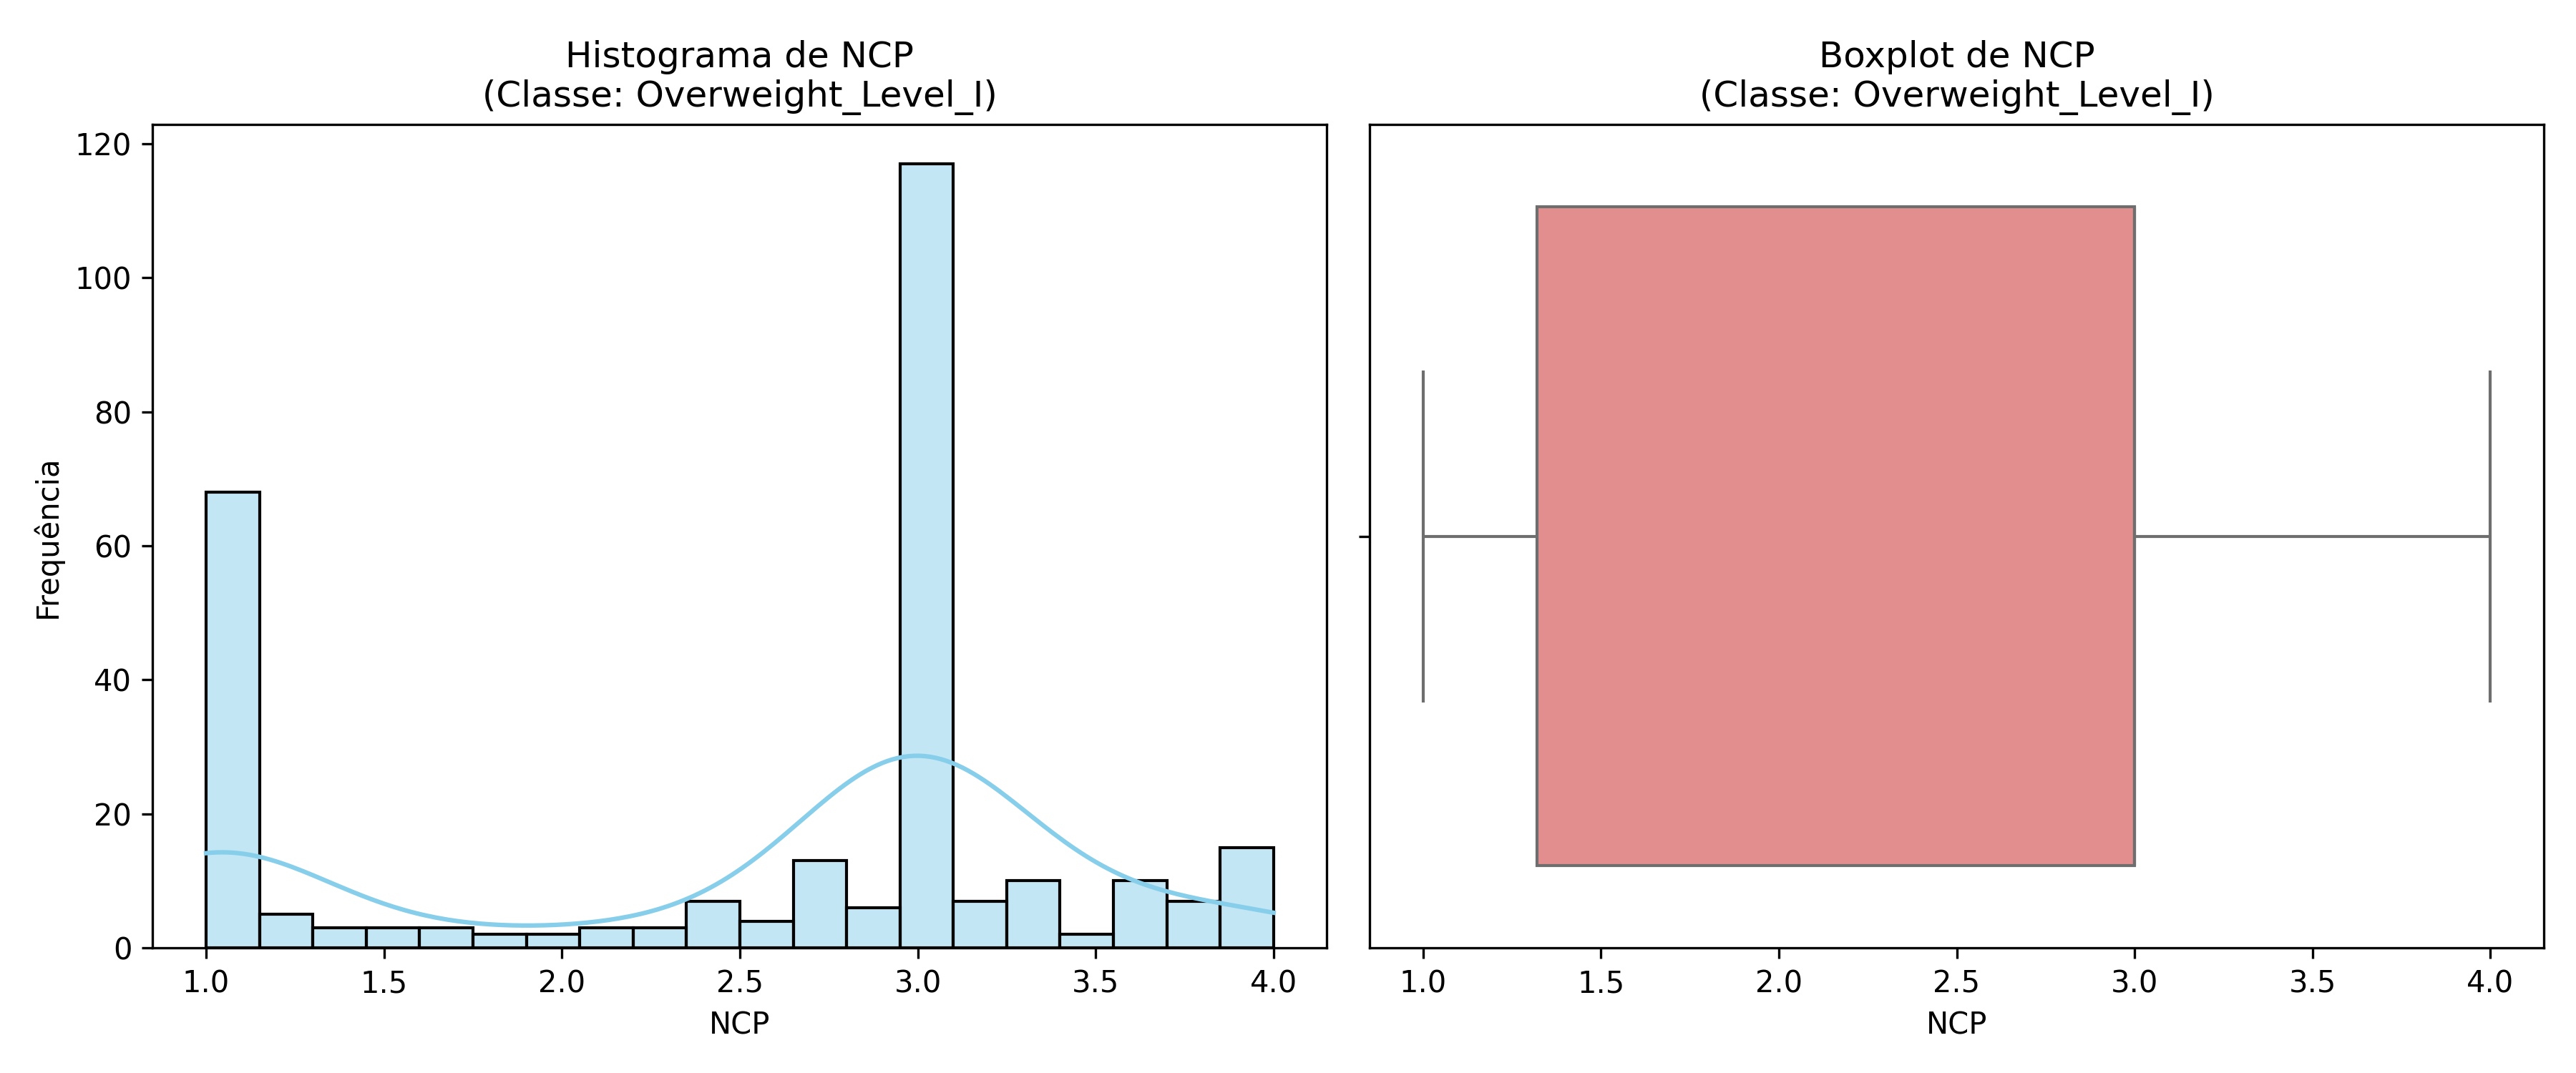 Histograma de NCP
(Classe: Overweight_Level_I)
120
100
80
60
40
20
0
Frequência
1.0 1.5 2.0 2.5 3.0 3.5 4.0
NCP
Boxplot de NCP
(Classe: Overweight_Level_I)
1.0 1.5 2.0 2.5 3.0 3.5 4.0
NCP